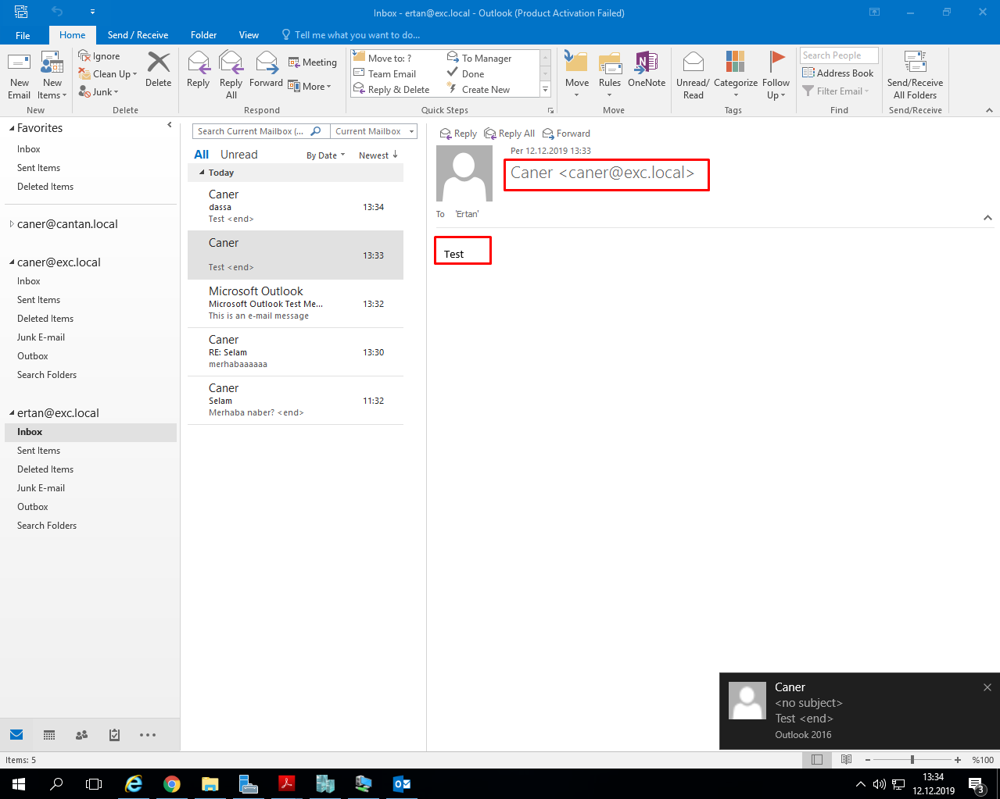 Inbox - ertan@exc.local - Outlook (Product Activation Failed)
File Home Send / Receive Folder View Tell me what you want to do...
New Email
New Items
New
Ignore
Clean Up
Junk
Delete
Delete
Reply
Reply All
Forward
Meeting
More
Respond
Move to: ?
Team Email
Reply & Delete
To Manager
Done
Create New
Quick Steps
Move
Rules
OneNote
Move
Unread/ Read
Categorize
Follow Up
Tags
Search People
Address Book
Filter Email
Find
Send/Receive All Folders
Send/Receive
Favorites
Inbox
Sent Items
Deleted Items
caner@cantan.local
caner@exc.local
Inbox
Sent Items
Deleted Items
Junk E-mail
Outbox
Search Folders
ertan@exc.local
Inbox
Sent Items
Deleted Items
Junk E-mail
Outbox
Search Folders
Search Current Mailbox (... Current Mailbox
All Unread By Date Newest
Today
Caner
dassa 13:34
Test <end>
Caner
13:33
Test <end>
Microsoft Outlook
Microsoft Outlook Test Me... 13:32
This is an e-mail message
Caner
RE: Selam 13:30
merhabaaaaaa
Caner
Selam 11:32
Merhaba naber? <end>
Reply Reply All Forward
Per 12.12.2019 13:33
Caner <caner@exc.local>
To 'Ertan'
Test
Caner
<no subject>
Test <end>
Outlook 2016
Items: 5
%100
13:34
12.12.2019
3